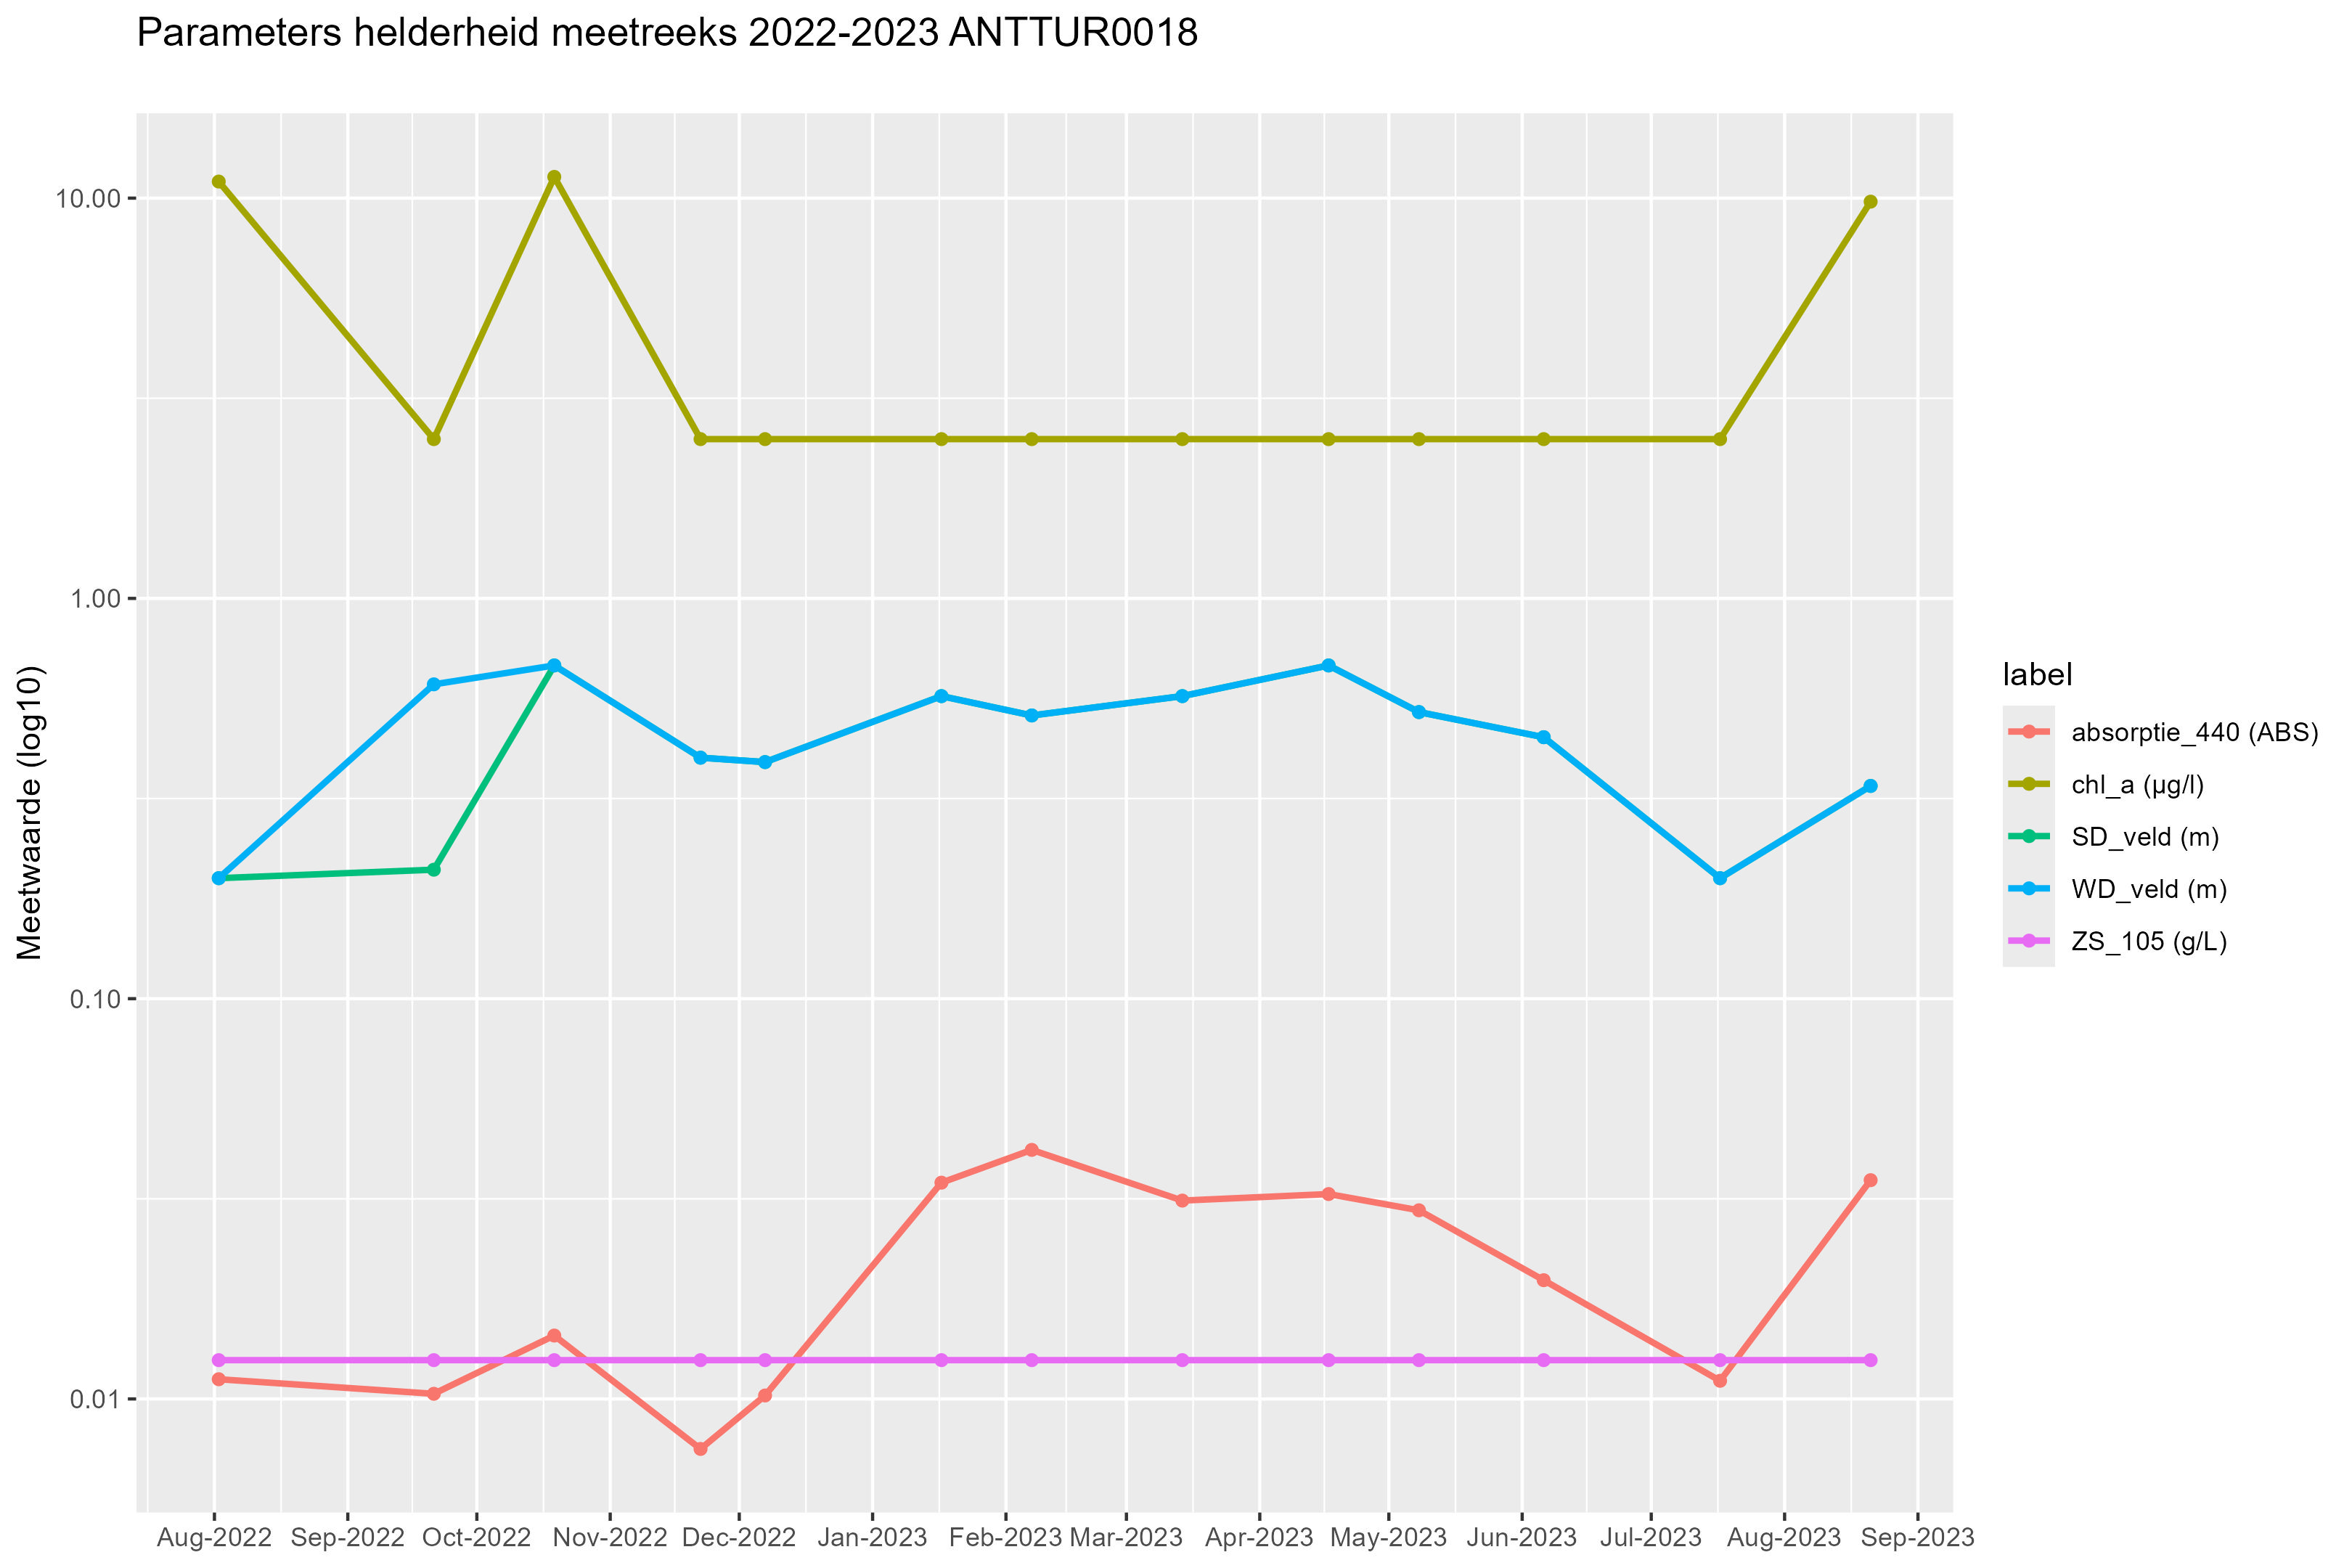 Parameters helderheid meetreeks 2022-2023 ANTTUR0018
Meetwaarde (log10)
10.00
1.00
0.10
0.01
Aug-2022 Sep-2022 Oct-2022 Nov-2022 Dec-2022 Jan-2023 Feb-2023 Mar-2023 Apr-2023 May-2023 Jun-2023 Jul-2023 Aug-2023 Sep-2023
label
absorptie_440 (ABS)
chl_a (µg/l)
SD_veld (m)
WD_veld (m)
ZS_105 (g/L)